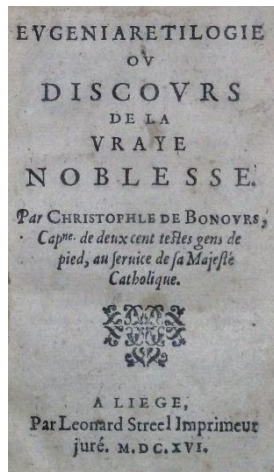 EVGENIARETILOGIE
OV
DISCOVRS
DE LA
VRAYE
NOBLESSE.
Par CHRISTOPHLE DE BONOVRS,
Capne. de deux cent testes gens de
pied, au seruice de sa Majesté
Catholique.
A LIEGE,
Par Leonard Streel Imprimeur
juré. M.DC.XVI.